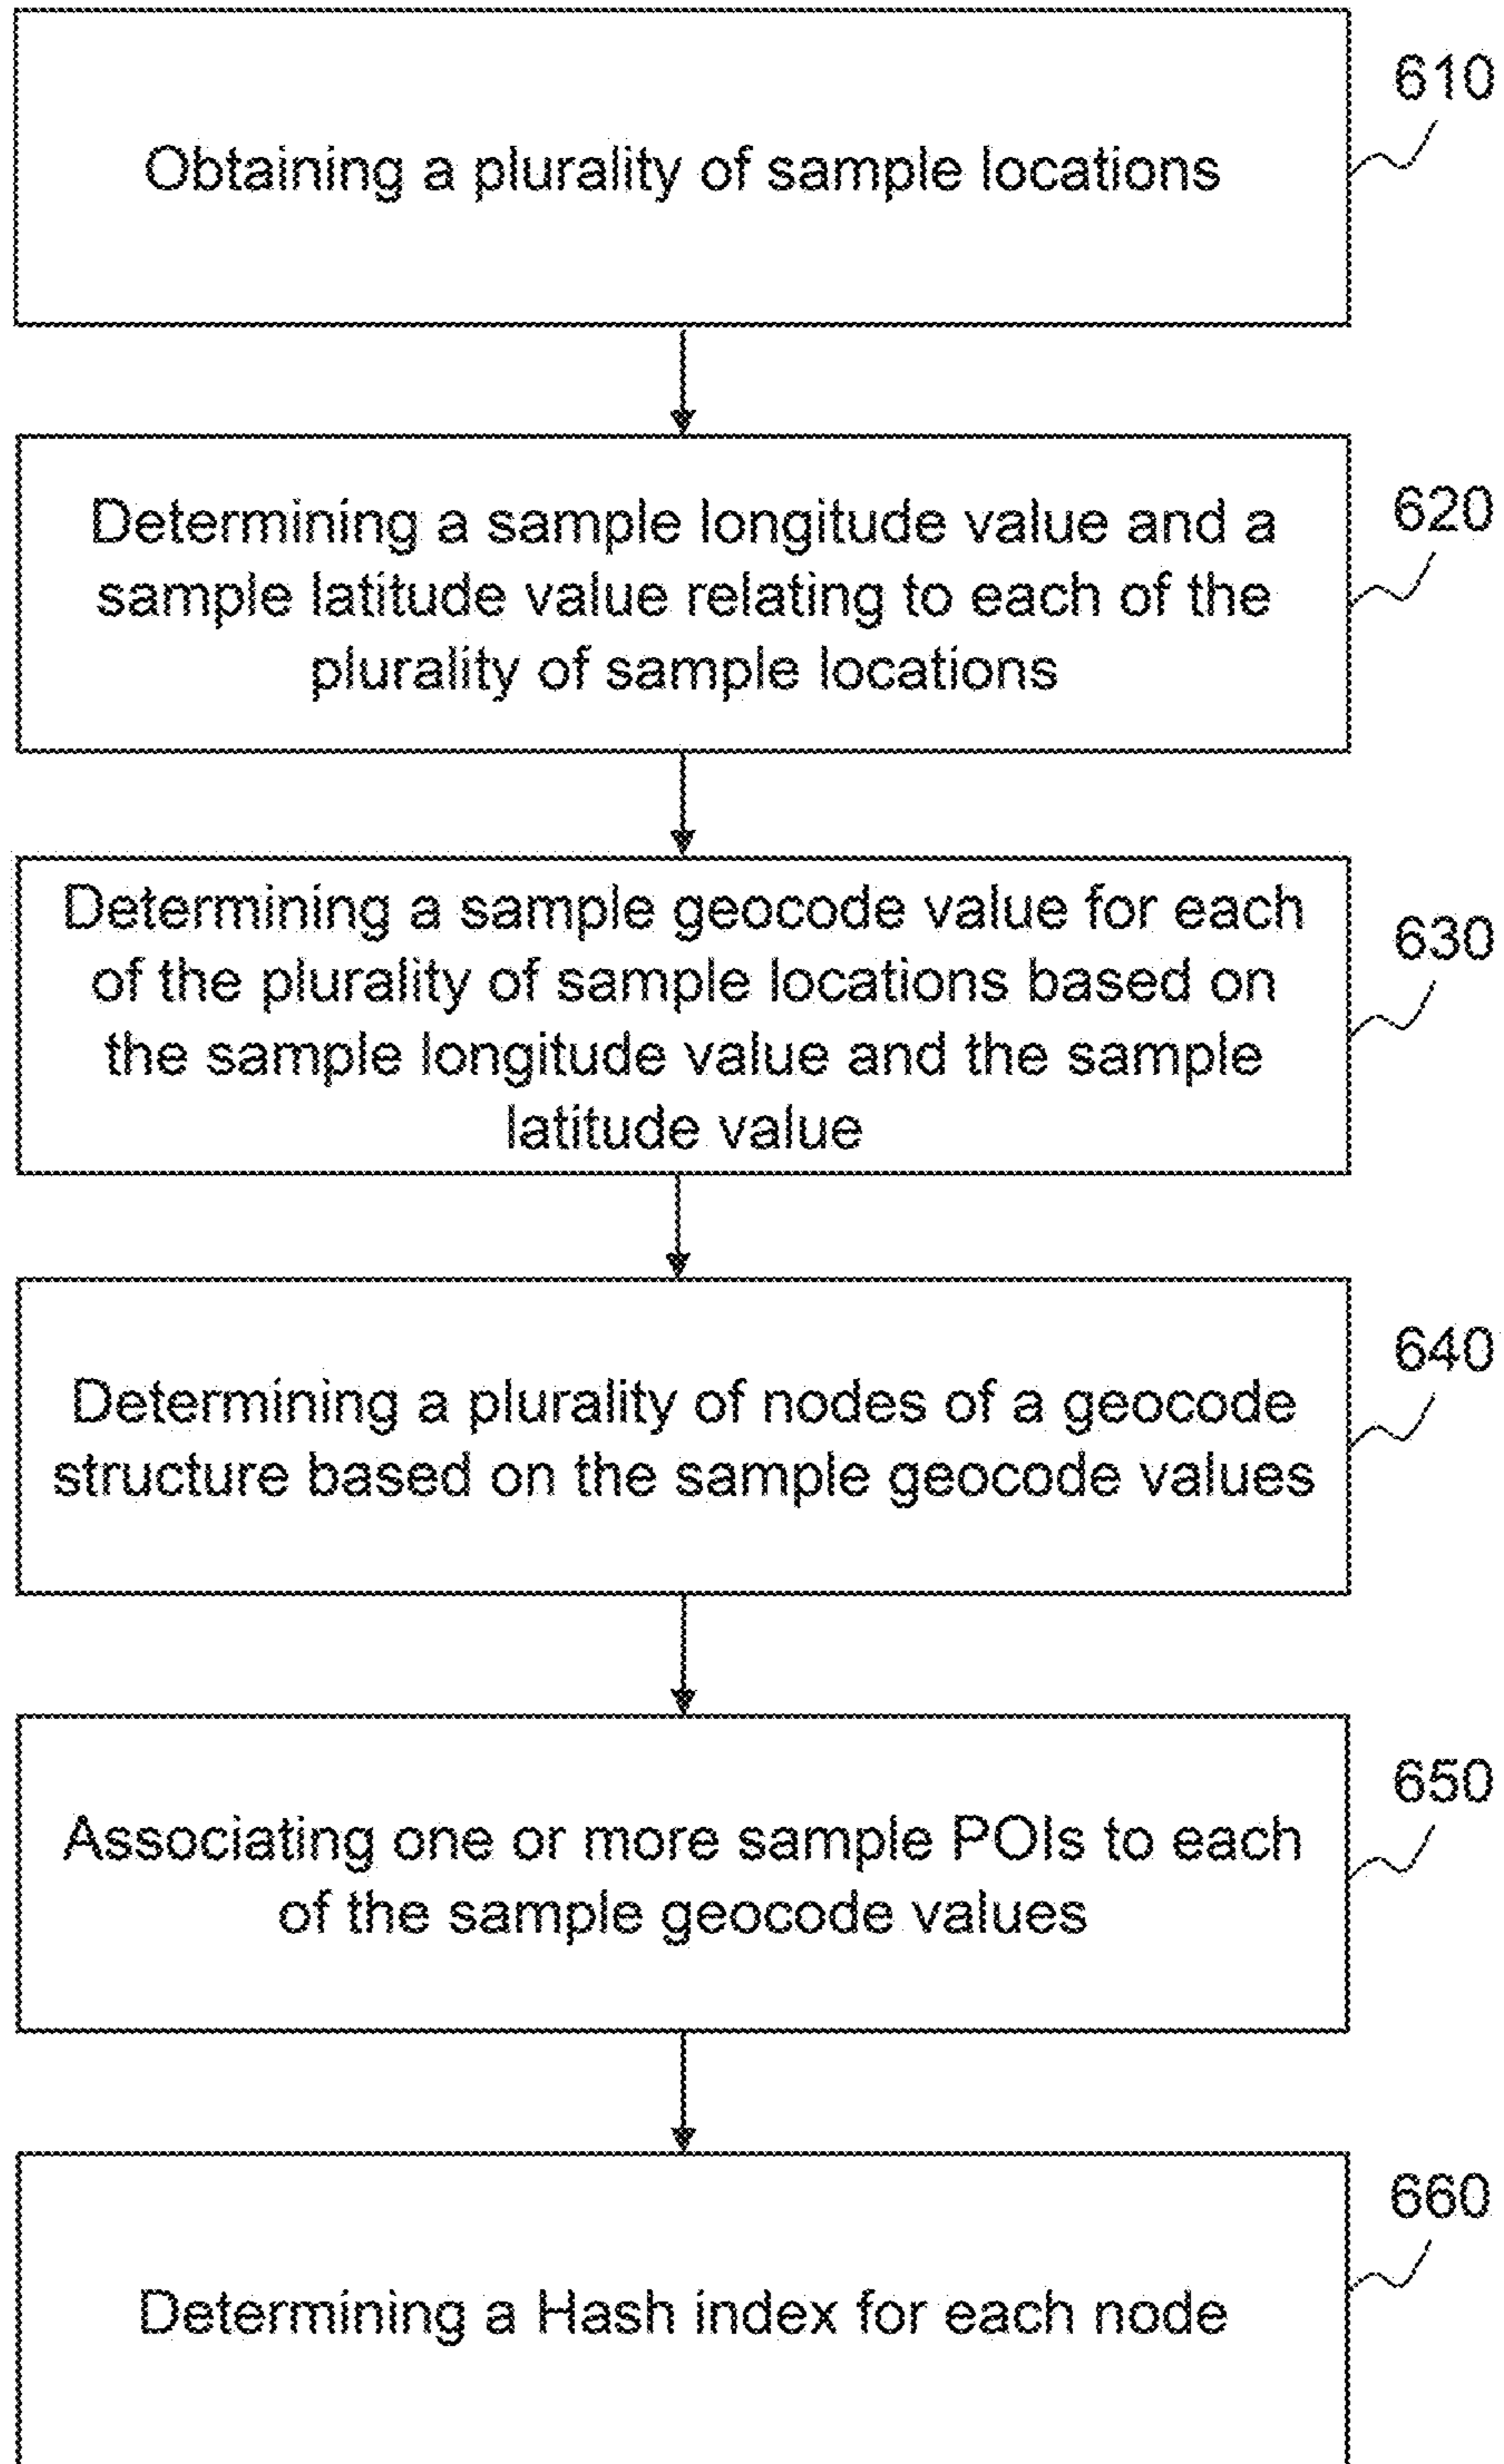 Obtaining a plurality of sample locations
610
Determining a sample longitude value and a
sample latitude value relating to each of the
plurality of sample locations
620
Determining a sample geocode value for each
of the plurality of sample locations based on
the sample longitude value and the sample
latitude value
630
Determining a plurality of nodes of a geocode
structure based on the sample geocode values
640
Associating one or more sample POIs to each
of the sample geocode values
650
Determining a Hash index for each node
660